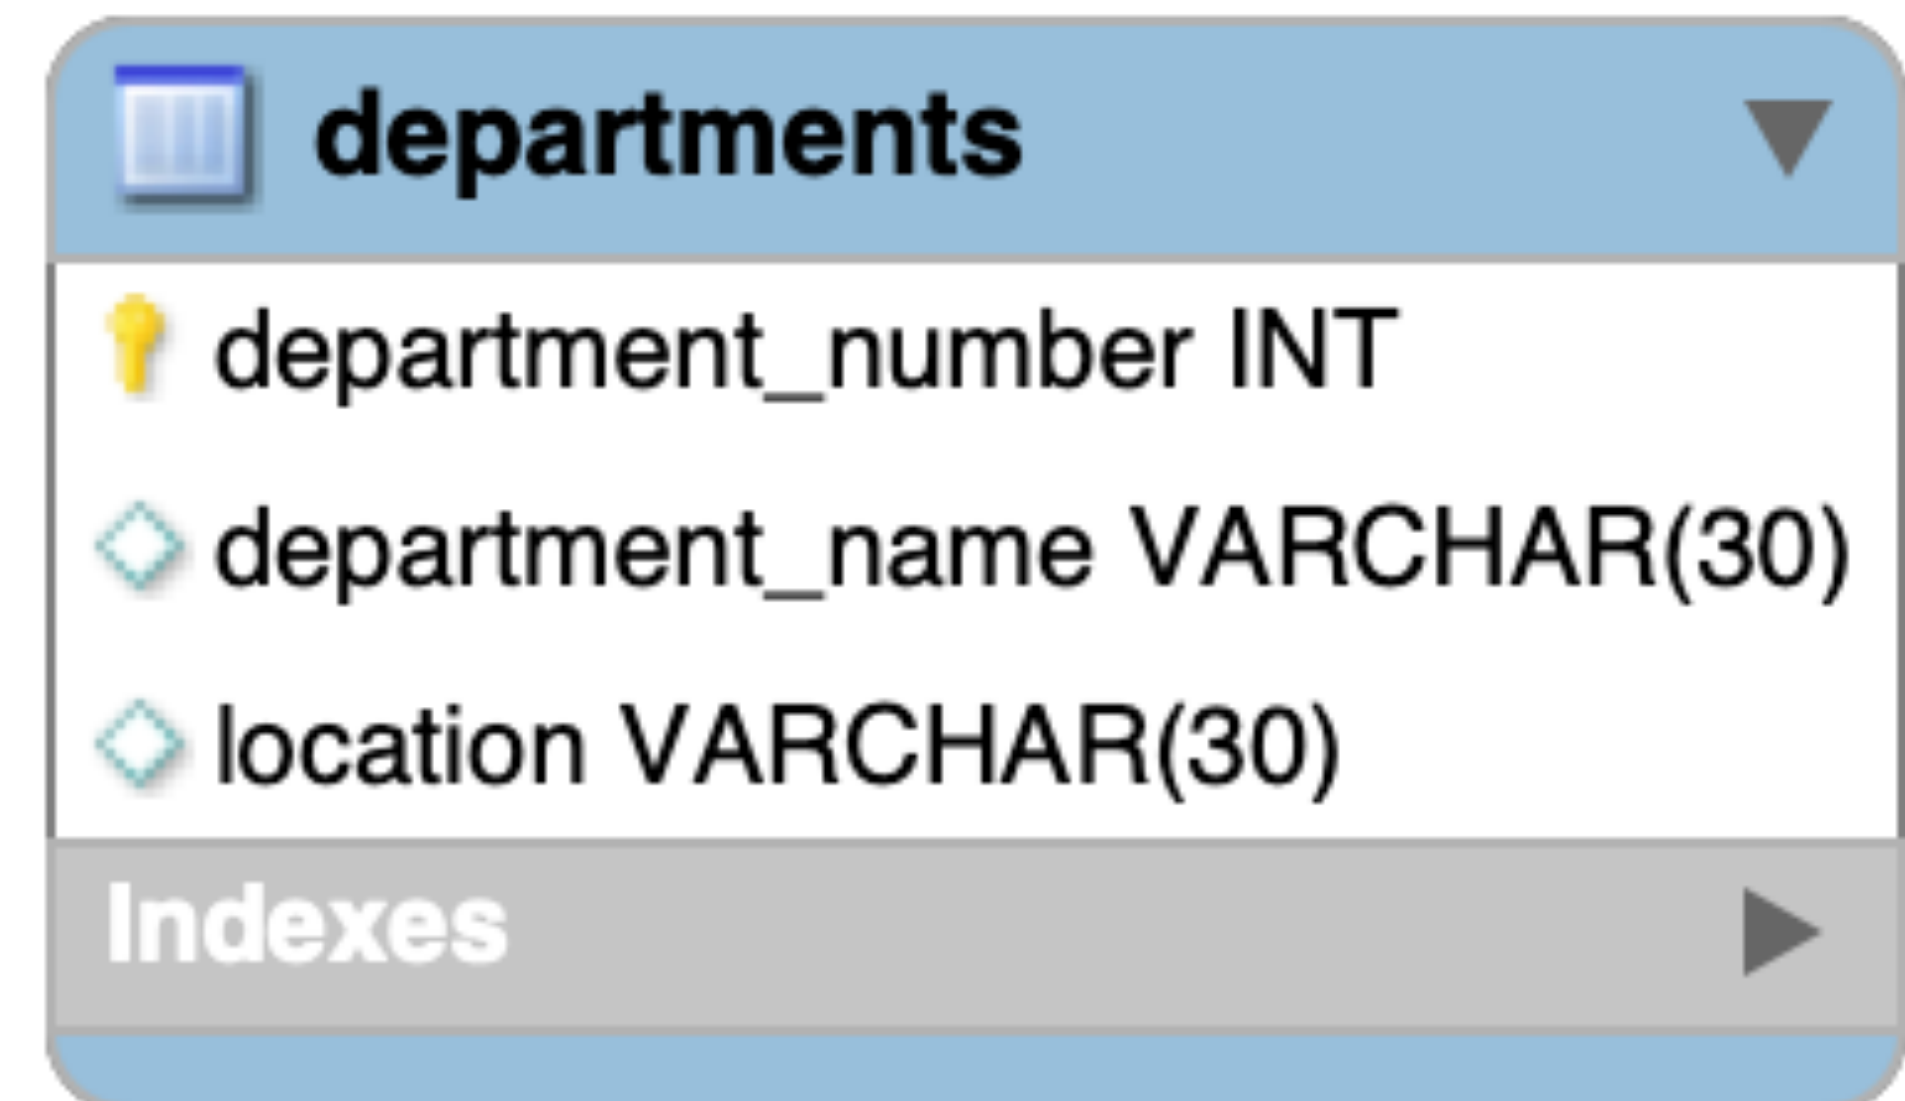 departments
department_number INT
department_name VARCHAR(30)
location VARCHAR(30)
Indexes